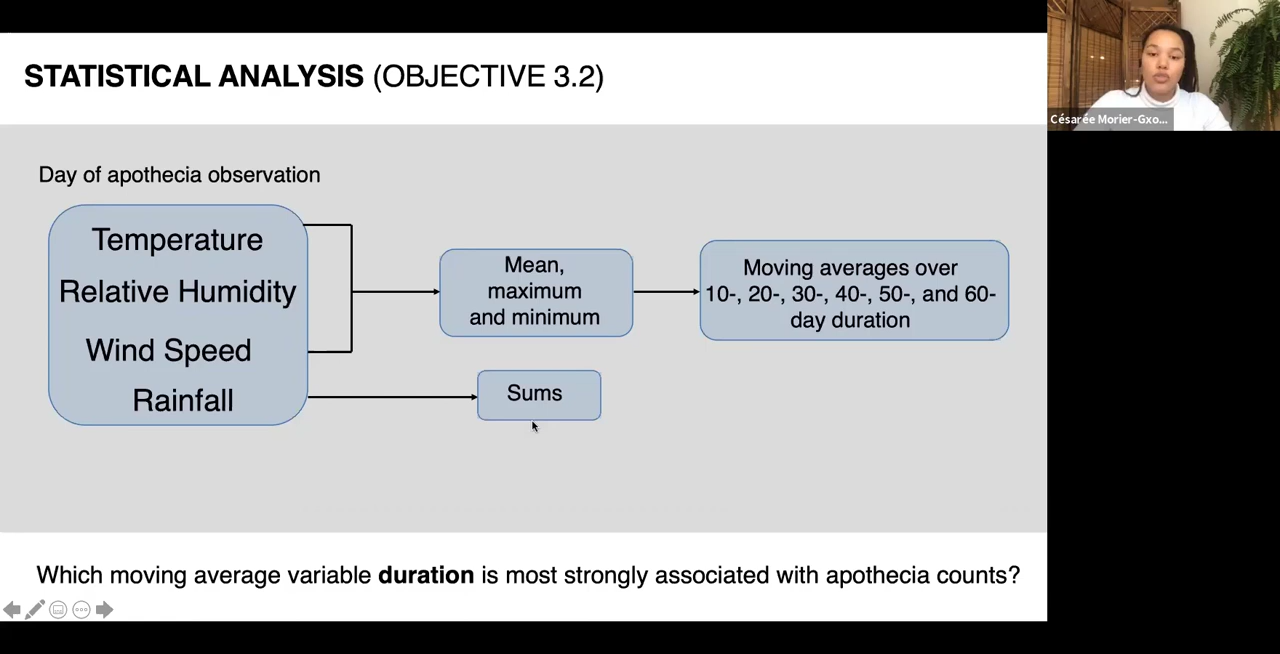 STATISTICAL ANALYSIS (OBJECTIVE 3.2)
Césarée Morier-Gxo...
Day of apothecia observation
Temperature
Relative Humidity
Wind Speed
Rainfall
Mean,
maximum
and minimum
Moving averages over
10-, 20-, 30-, 40-, 50-, and 60-
day duration
Sums
Which moving average variable duration is most strongly associated with apothecia counts?